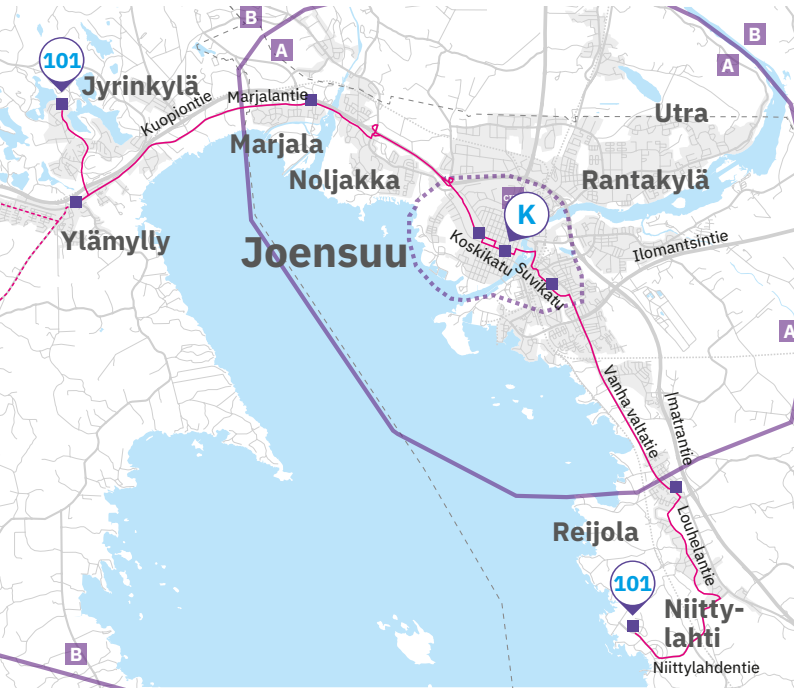 B
A
B
A
101
Jyrinkylä
Kuopiontie
Marjalantie
Utra
Marjala
Noljakka
Rantakylä
K
Ylämylly
Joensuu
Koskikatu
Suvikatu
Ilomantsintie
A
Vanha valtatie
Imatrantie
Reijola
Louhelantie
101
Niitty-
lahti
B
Niittylahdentie